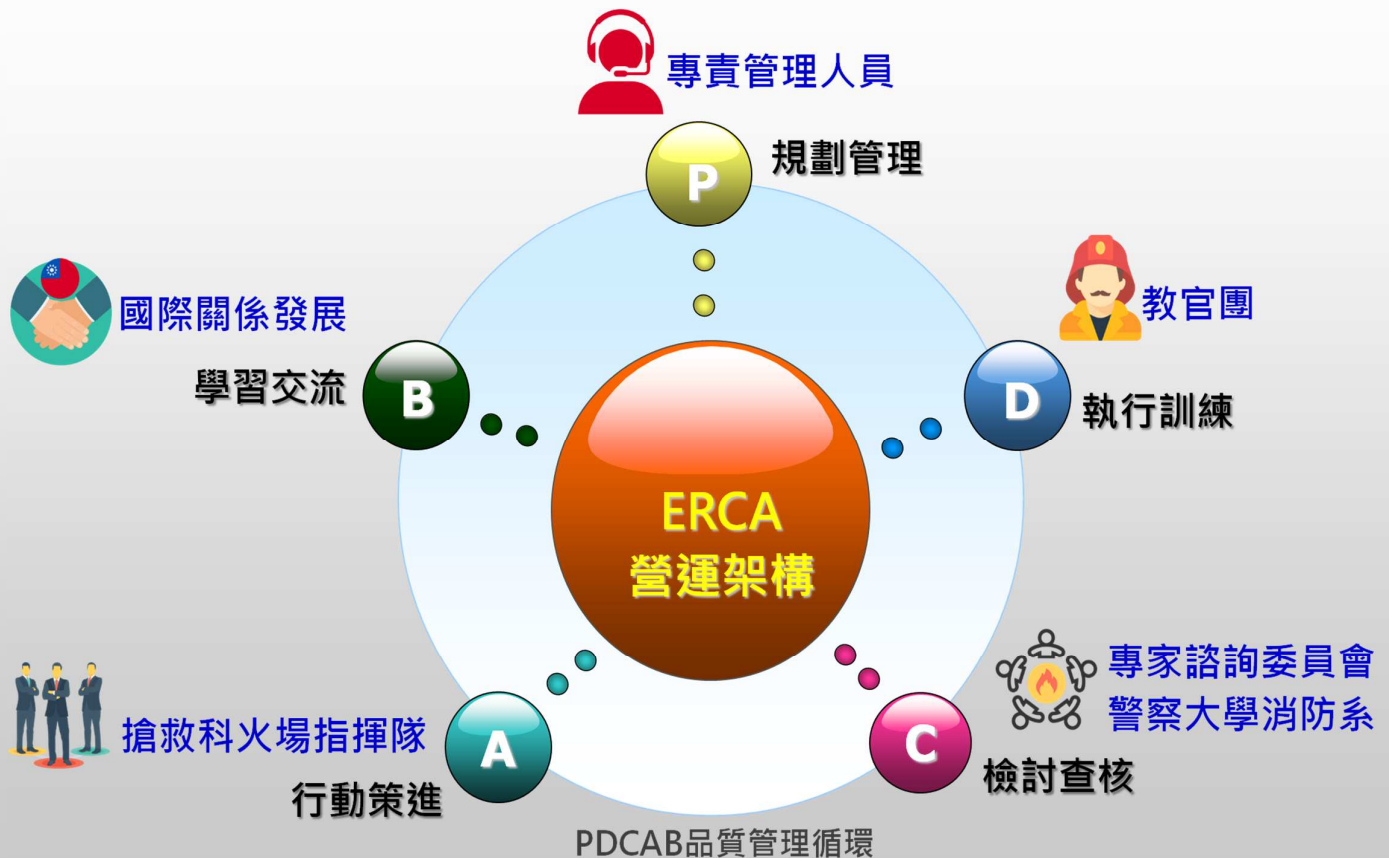 專責管理人員
P
規劃管理
國際關係發展
教官團
學習交流
B
D
執行訓練
ERCA
營運架構
專家諮詢委員會
警察大學消防系
搶救科火場指揮隊
A
C
行動策進
檢討查核
PDCAB品質管理循環